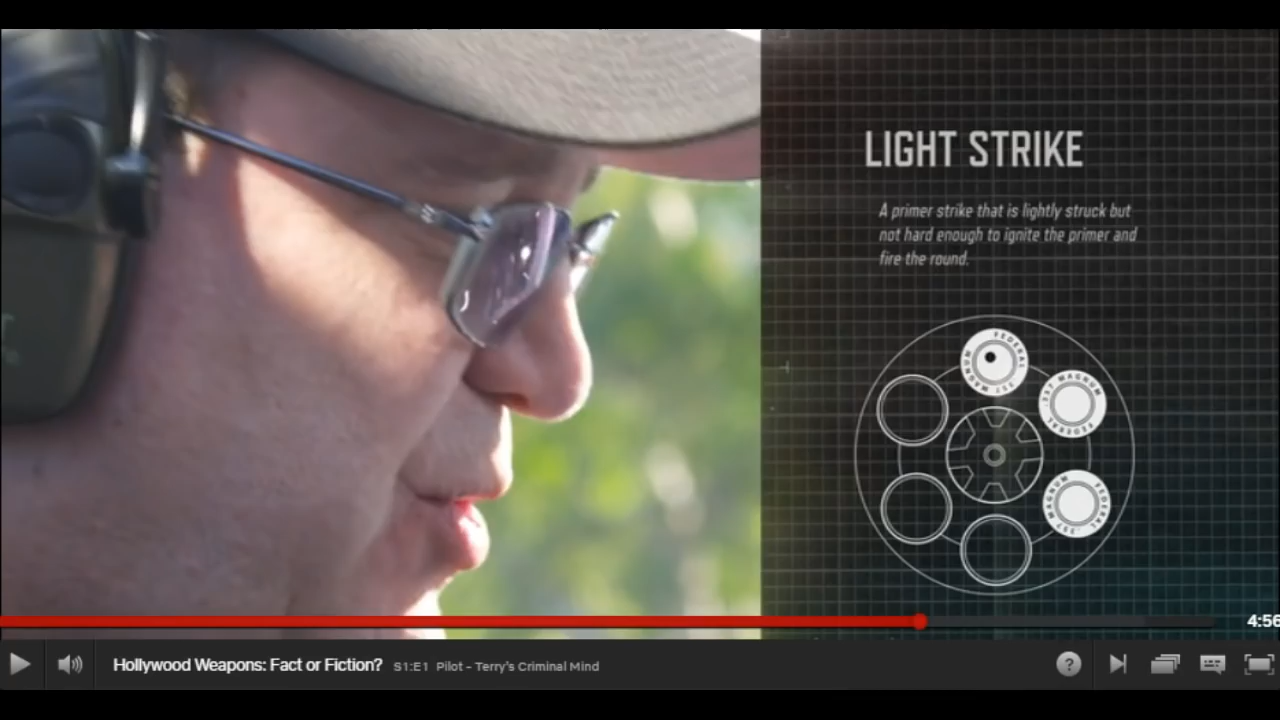 LIGHT STRIKE
A primer strike that is lightly struck but
not hard enough to ignite the primer and
fire the round.
FEDERAL
.357 MAGNUM
.357 MAGNUM
FEDERAL
FEDERAL
.357 MAGNUM
4:56
Hollywood Weapons: Fact or Fiction? S1:E1 Pilot - Terry's Criminal Mind
?